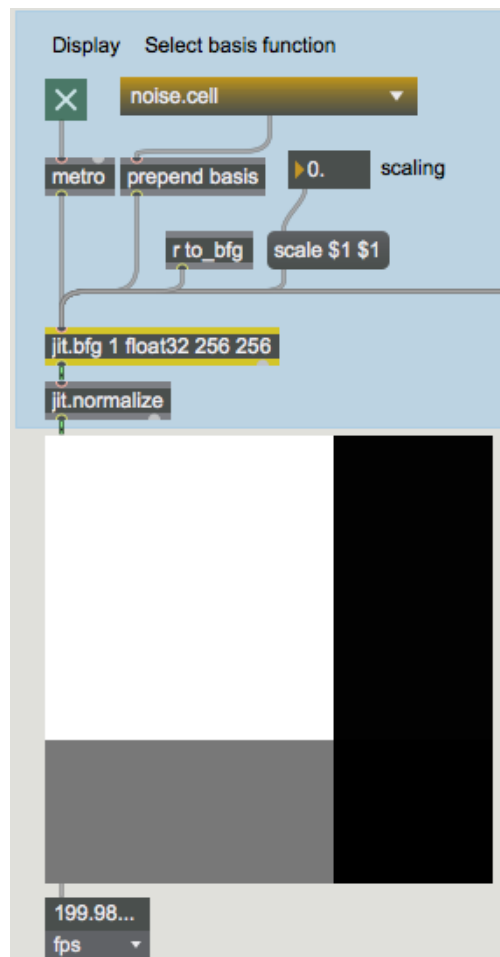 Display Select basis function
noise.cell
metro prepend basis 0. scaling
r to_bfg scale $1 $1
jit.bfg 1 float32 256 256
jit.normalize
199.98...
fps